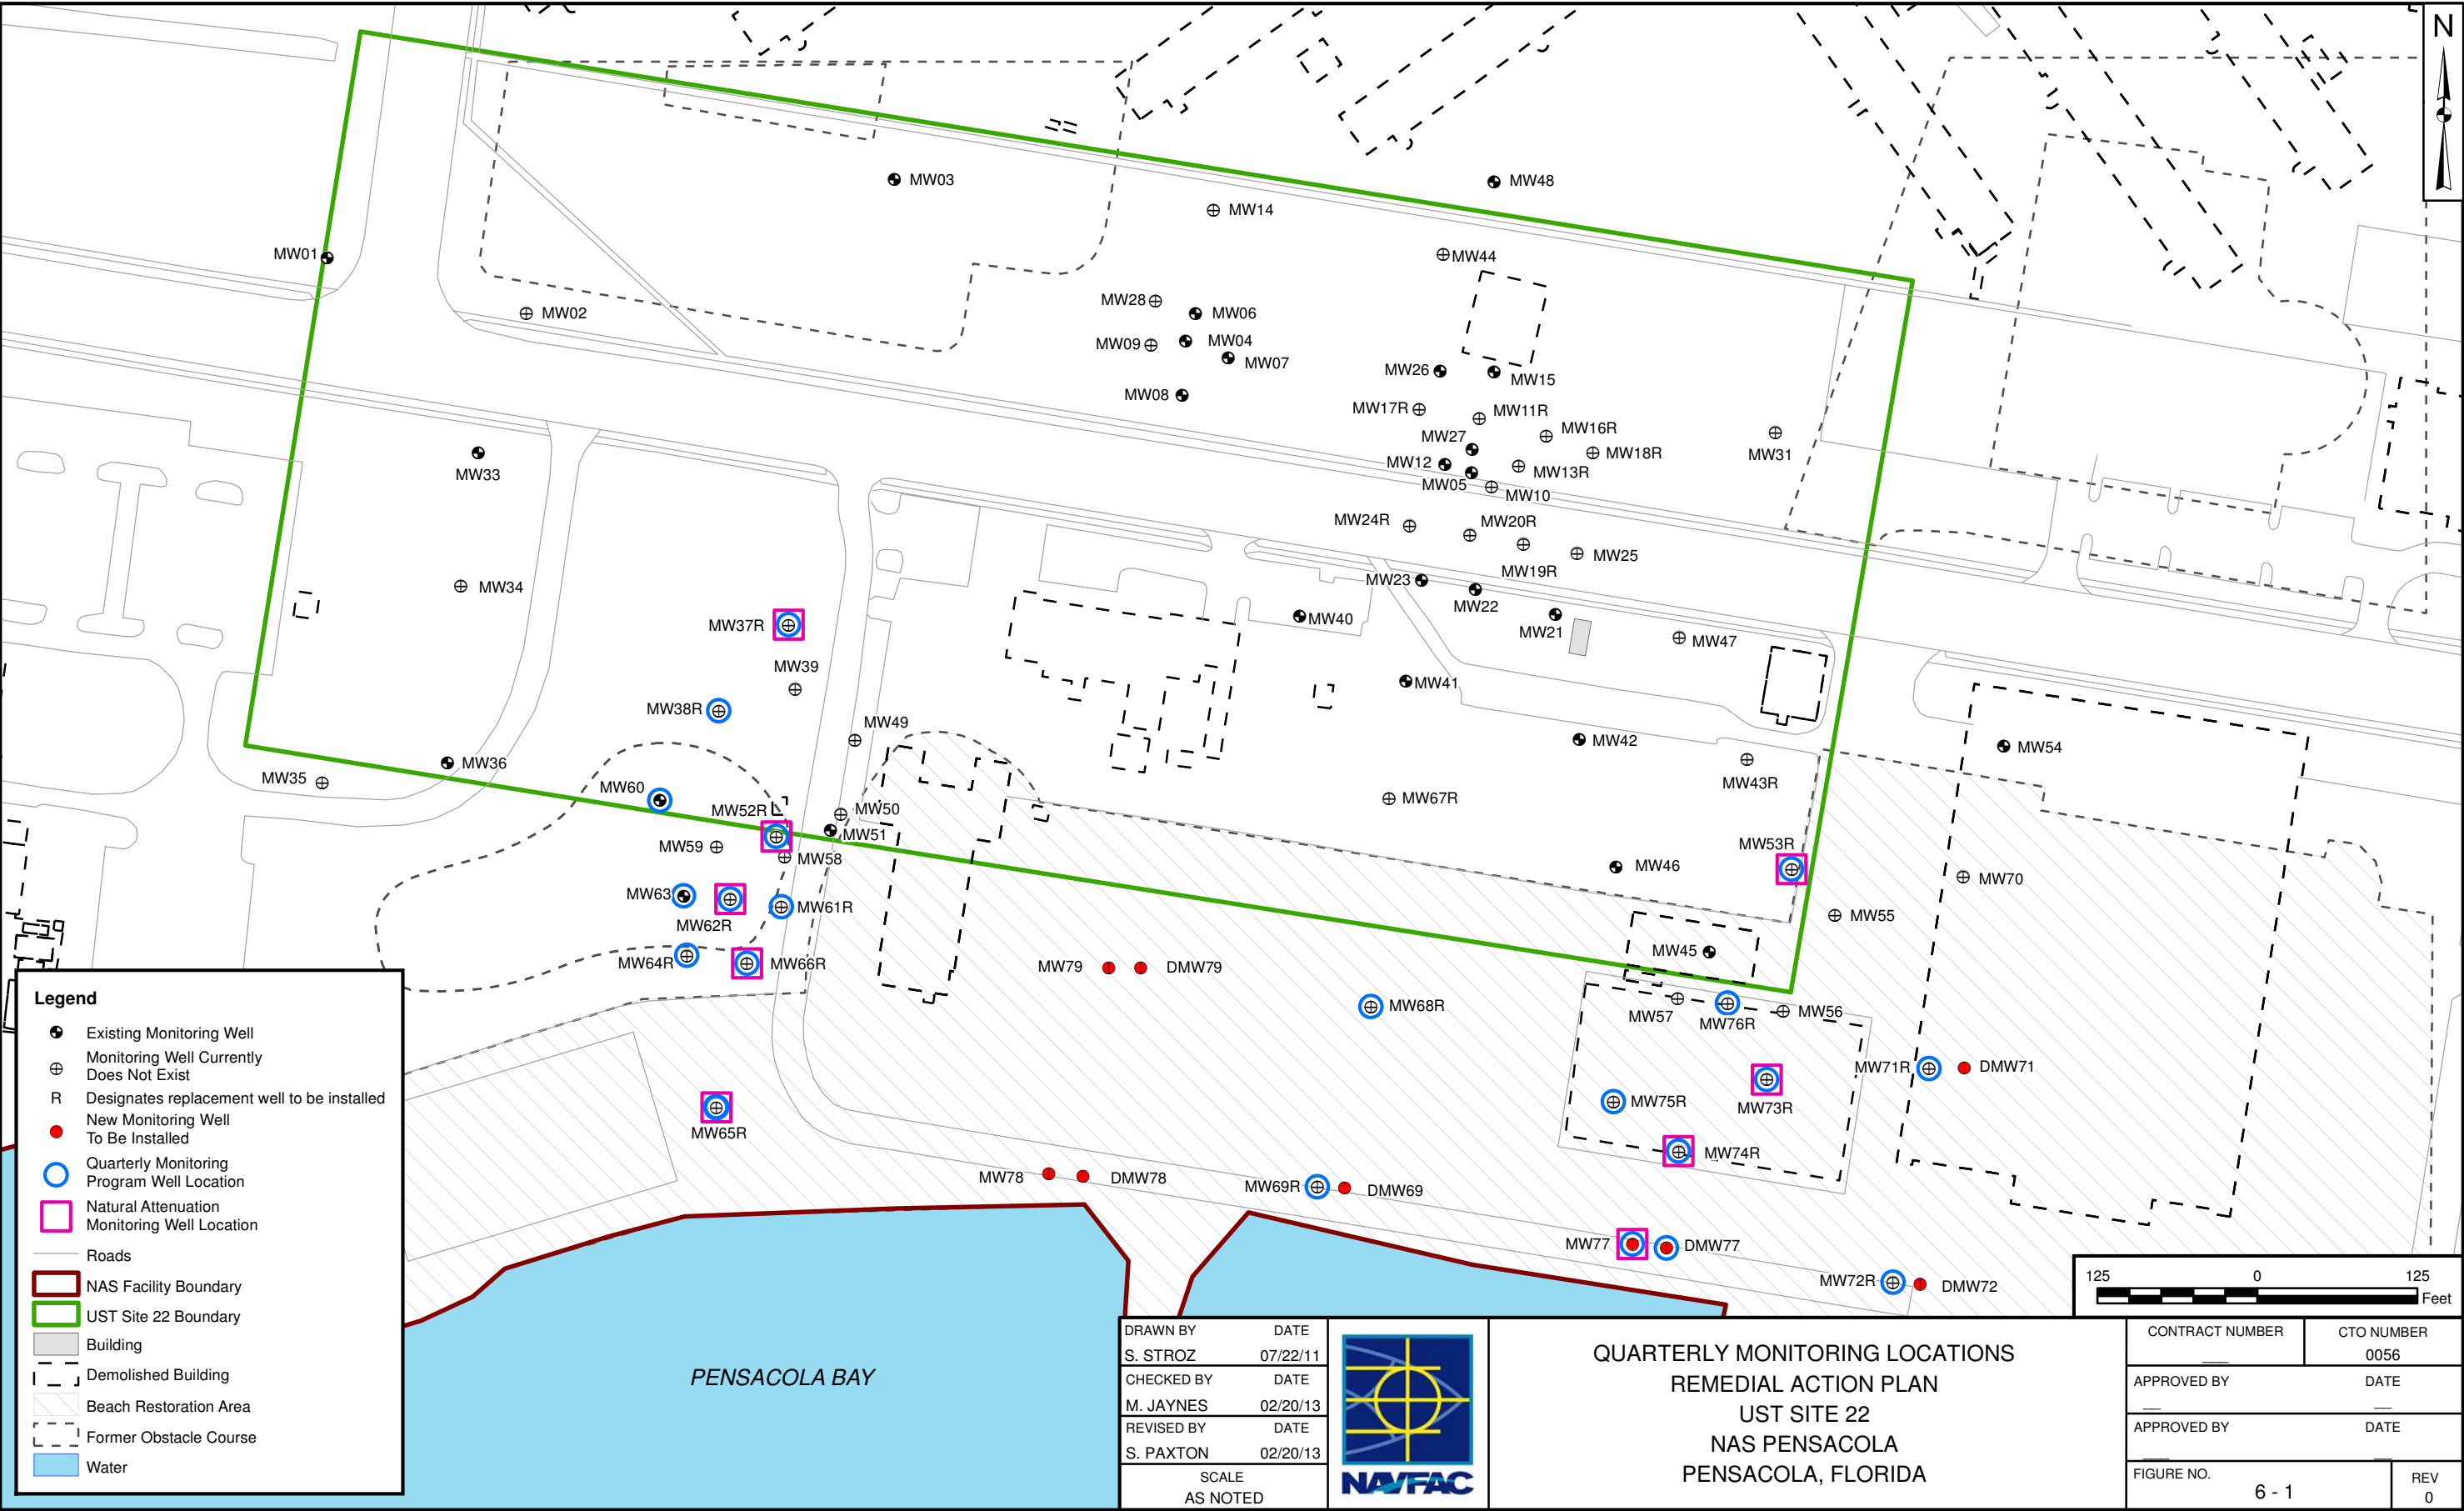 N
MW03
MW48
MW14
MW01
MW44
MW28
MW02
MW06
MW09
MW04
MW07
MW26
MW15
MW08
MW17R
MW11R
MW16R
MW27
MW31
MW33
MW12
MW13R
MW18R
MW05
MW10
MW24R
MW20R
MW25
MW19R
MW34
MW23
MW22
MW37R
MW40
MW21
MW47
MW39
MW41
MW38R
MW49
MW42
MW54
MW36
MW35
MW43R
MW60
MW67R
MW52R
MW50
MW51
MW59
MW58
MW53R
MW46
MW70
MW63
MW61R
MW62R
MW55
MW45
MW64R
MW66R
MW79
DMW79
MW68R
MW57
MW76R
MW56
MW71R
DMW71
MW75R
MW73R
MW65R
MW74R
MW78
DMW78
MW69R
DMW69
MW77
DMW77
MW72R
DMW72
Legend
Existing Monitoring Well
Monitoring Well Currently
Does Not Exist
R Designates replacement well to be installed
New Monitoring Well
To Be Installed
Quarterly Monitoring
Program Well Location
Natural Attenuation
Monitoring Well Location
Roads
NAS Facility Boundary
UST Site 22 Boundary
Building
Demolished Building
Beach Restoration Area
Former Obstacle Course
Water
PENSACOLA BAY
125 0 125
Feet
DRAWN BY DATE
S. STROZ 07/22/11
CHECKED BY DATE
M. JAYNES 02/20/13
REVISED BY DATE
S. PAXTON 02/20/13
SCALE
AS NOTED
NAVFAC
QUARTERLY MONITORING LOCATIONS
REMEDIAL ACTION PLAN
UST SITE 22
NAS PENSACOLA
PENSACOLA, FLORIDA
CONTRACT NUMBER
___
CTO NUMBER
0056
APPROVED BY DATE
__ __
APPROVED BY DATE
___ __
FIGURE NO.
6 - 1
REV
0